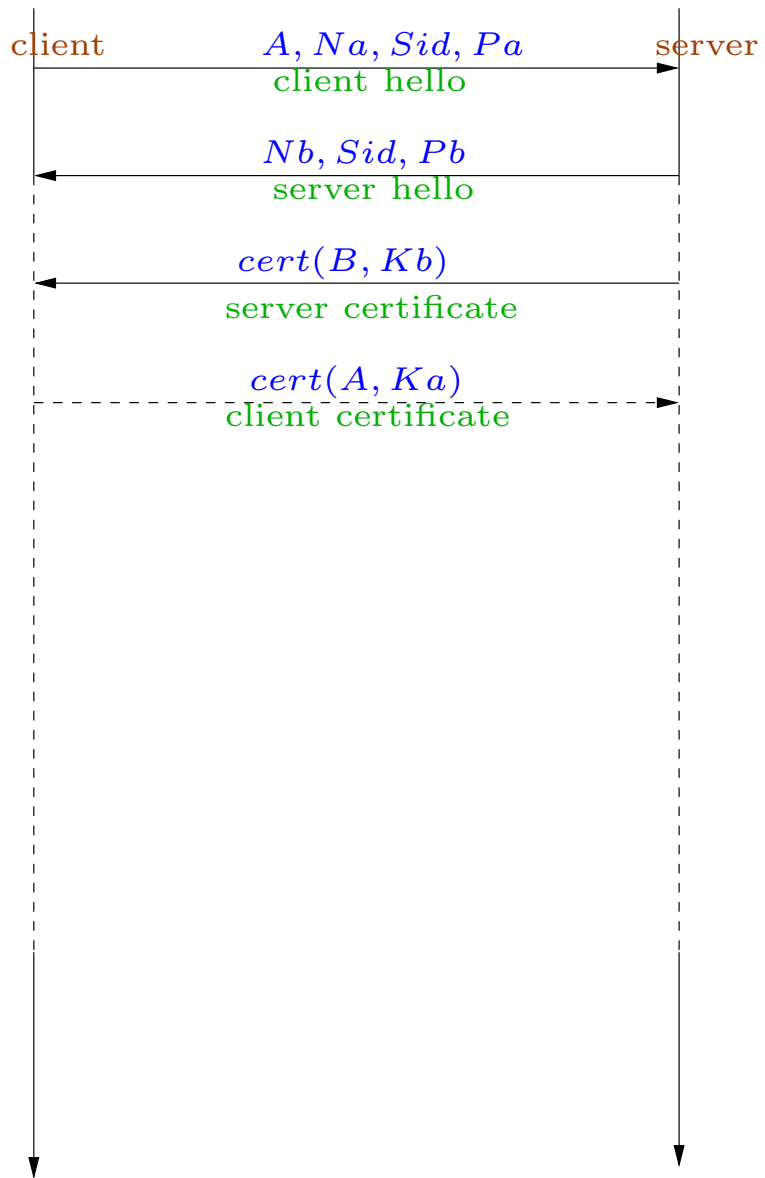 client
A, Na, Sid, Pa
server
client hello
Nb, Sid, Pb
server hello
cert(B, Kb)
server certificate
cert(A, Ka)
client certificate